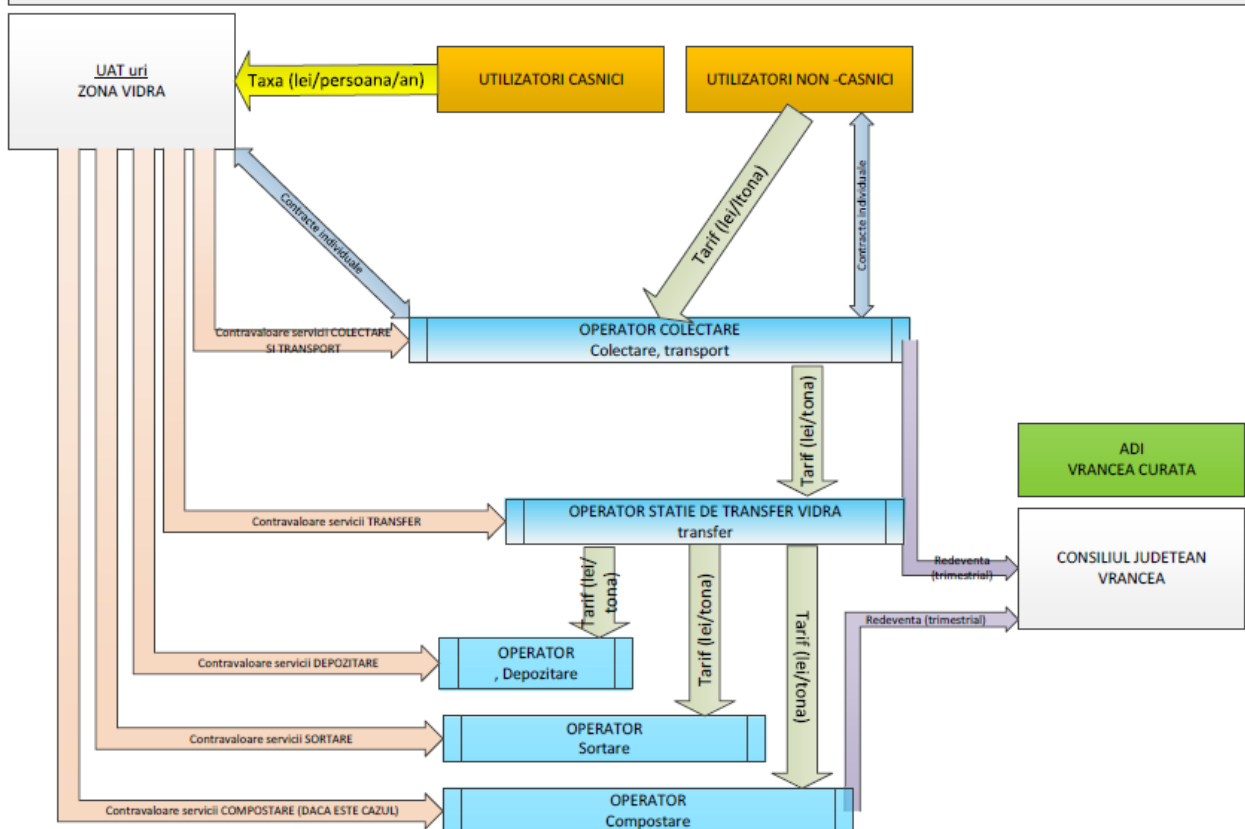 UAT uri
ZONA VIDRA
Taxa (lei/persoana/an)
UTILIZATORI CASNICI
UTILIZATORI NON -CASNICI
Contracte individuale
Tarif (lei/ltona)
Contracte individuale
Contravaloare servicii COLECTARE
SI TRANSPORT
OPERATOR COLECTARE
Colectare, transport
Tarif (lei/tona)
ADI
VRANCEA CURATA
Contravaloare servicii TRANSFER
OPERATOR STATIE DE TRANSFER VIDRA
transfer
Redeventa
(trimestrial)
CONSILIUL JUDETEAN
VRANCEA
Tarif (lei/
tona)
Tarif (lei/tona)
Tarif (lei/tona)
Redeventa (trimestrial)
Contravaloare servicii DEPOZITARE
OPERATOR
, Depozitare
Contravaloare servicii SORTARE
OPERATOR
Sortare
Contravaloare servicii COMPOSTARE (DACA ESTE CAZUL)
OPERATOR
Compostare